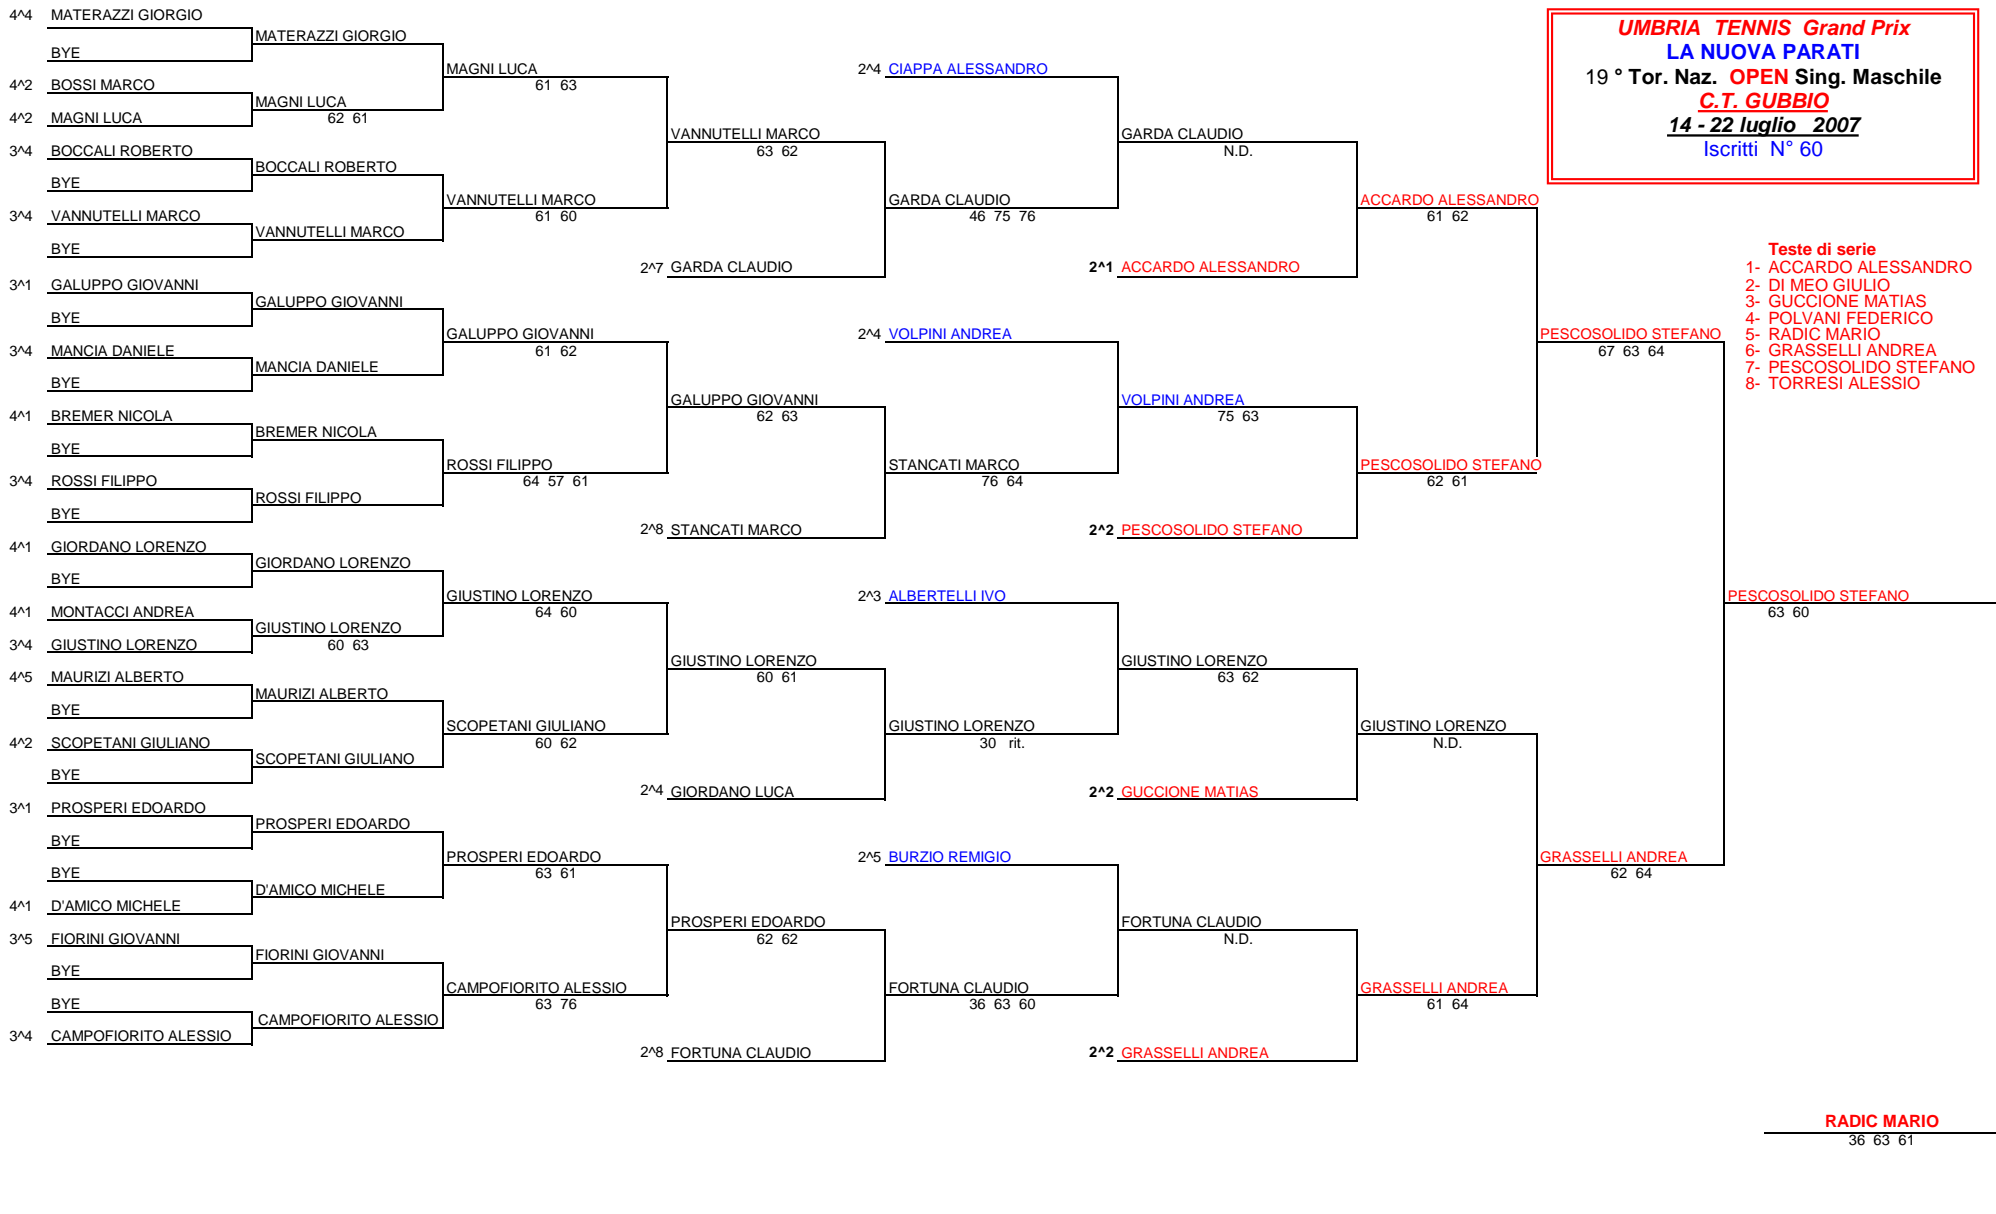 UMBRIA TENNIS Grand Prix
LA NUOVA PARATI
19 ° Tor. Naz. OPEN Sing. Maschile
C.T. GUBBIO
14 - 22 luglio 2007
Iscritti N° 60
Teste di serie
1- ACCARDO ALESSANDRO
2- DI MEO GIULIO
3- GUCCIONE MATIAS
4- POLVANI FEDERICO
5- RADIC MARIO
6- GRASSELLI ANDREA
7- PESCOSOLIDO STEFANO
8- TORRESI ALESSIO
4^4 MATERAZZI GIORGIO
BYE
4^2 BOSSI MARCO
4^2 MAGNI LUCA
3^4 BOCCALI ROBERTO
BYE
3^4 VANNUTELLI MARCO
BYE
3^1 GALUPPO GIOVANNI
BYE
3^4 MANCIA DANIELE
BYE
4^1 BREMER NICOLA
BYE
3^4 ROSSI FILIPPO
BYE
4^1 GIORDANO LORENZO
BYE
4^1 MONTACCI ANDREA
3^4 GIUSTINO LORENZO
4^5 MAURIZI ALBERTO
BYE
4^2 SCOPETANI GIULIANO
BYE
3^1 PROSPERI EDOARDO
BYE
BYE
4^1 D'AMICO MICHELE
3^5 FIORINI GIOVANNI
BYE
BYE
3^4 CAMPOFIORITO ALESSIO
MATERAZZI GIORGIO
MAGNI LUCA
62 61
BOCCALI ROBERTO
VANNUTELLI MARCO
GALUPPO GIOVANNI
MANCIA DANIELE
BREMER NICOLA
ROSSI FILIPPO
GIORDANO LORENZO
GIUSTINO LORENZO
60 63
MAURIZI ALBERTO
SCOPETANI GIULIANO
PROSPERI EDOARDO
D'AMICO MICHELE
FIORINI GIOVANNI
CAMPOFIORITO ALESSIO
MAGNI LUCA
61 63
VANNUTELLI MARCO
61 60
GALUPPO GIOVANNI
61 62
ROSSI FILIPPO
64 57 61
GIUSTINO LORENZO
64 60
SCOPETANI GIULIANO
60 62
PROSPERI EDOARDO
63 61
CAMPOFIORITO ALESSIO
63 76
VANNUTELLI MARCO
63 62
2^7 GARDA CLAUDIO
GALUPPO GIOVANNI
62 63
2^8 STANCATI MARCO
GIUSTINO LORENZO
60 61
2^4 GIORDANO LUCA
PROSPERI EDOARDO
62 62
2^8 FORTUNA CLAUDIO
2^4 CIAPPA ALESSANDRO
GARDA CLAUDIO
46 75 76
2^4 VOLPINI ANDREA
STANCATI MARCO
76 64
2^3 ALBERTELLI IVO
GIUSTINO LORENZO
30 rit.
2^5 BURZIO REMIGIO
FORTUNA CLAUDIO
36 63 60
GARDA CLAUDIO
N.D.
2^1 ACCARDO ALESSANDRO
VOLPINI ANDREA
75 63
2^2 PESCOSOLIDO STEFANO
GIUSTINO LORENZO
63 62
2^2 GUCCIONE MATIAS
FORTUNA CLAUDIO
N.D.
2^2 GRASSELLI ANDREA
ACCARDO ALESSANDRO
61 62
PESCOSOLIDO STEFANO
62 61
GIUSTINO LORENZO
N.D.
GRASSELLI ANDREA
61 64
PESCOSOLIDO STEFANO
67 63 64
GRASSELLI ANDREA
62 64
PESCOSOLIDO STEFANO
63 60
RADIC MARIO
36 63 61